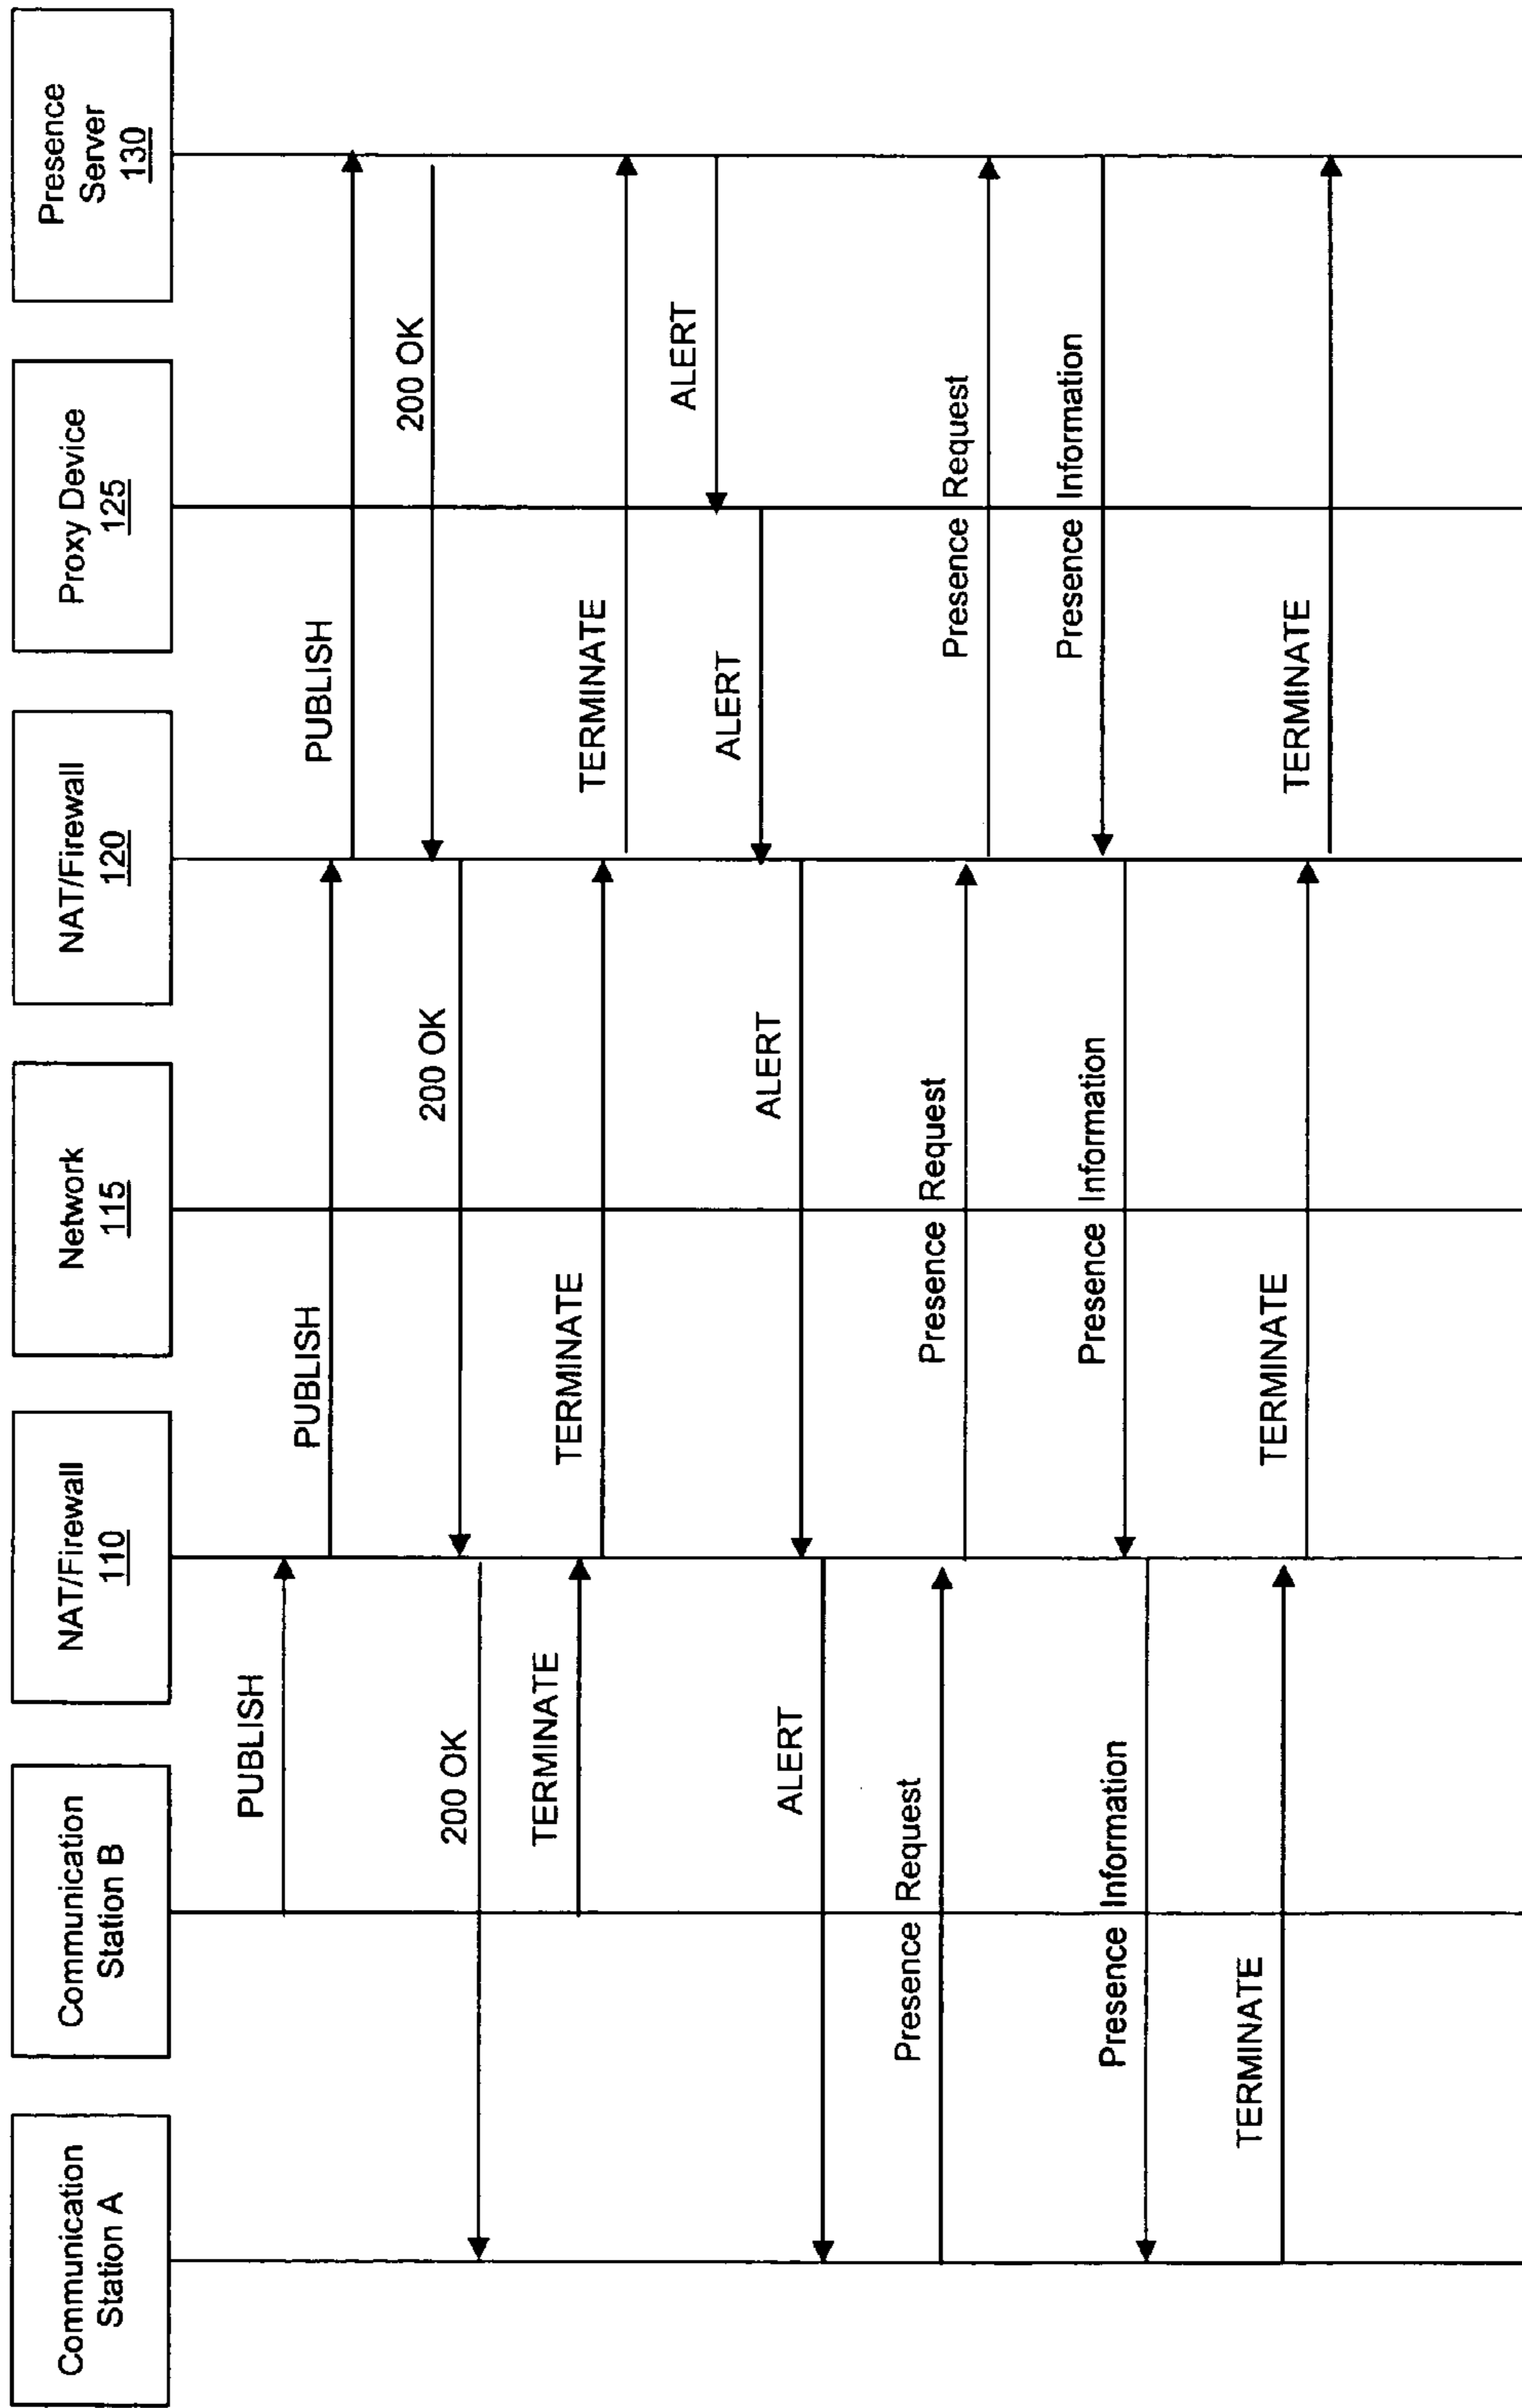 Communication
Station A
Communication
Station B
NAT/Firewall
110
Network
115
NAT/Firewall
120
Proxy Device
125
Presence
Server
130
PUBLISH
PUBLISH
PUBLISH
200 OK
200 OK
200 OK
TERMINATE
TERMINATE
TERMINATE
ALERT
ALERT
ALERT
ALERT
Presence Request
Presence Request
Presence Request
Presence Information
Presence Information
Presence Information
TERMINATE
TERMINATE
TERMINATE